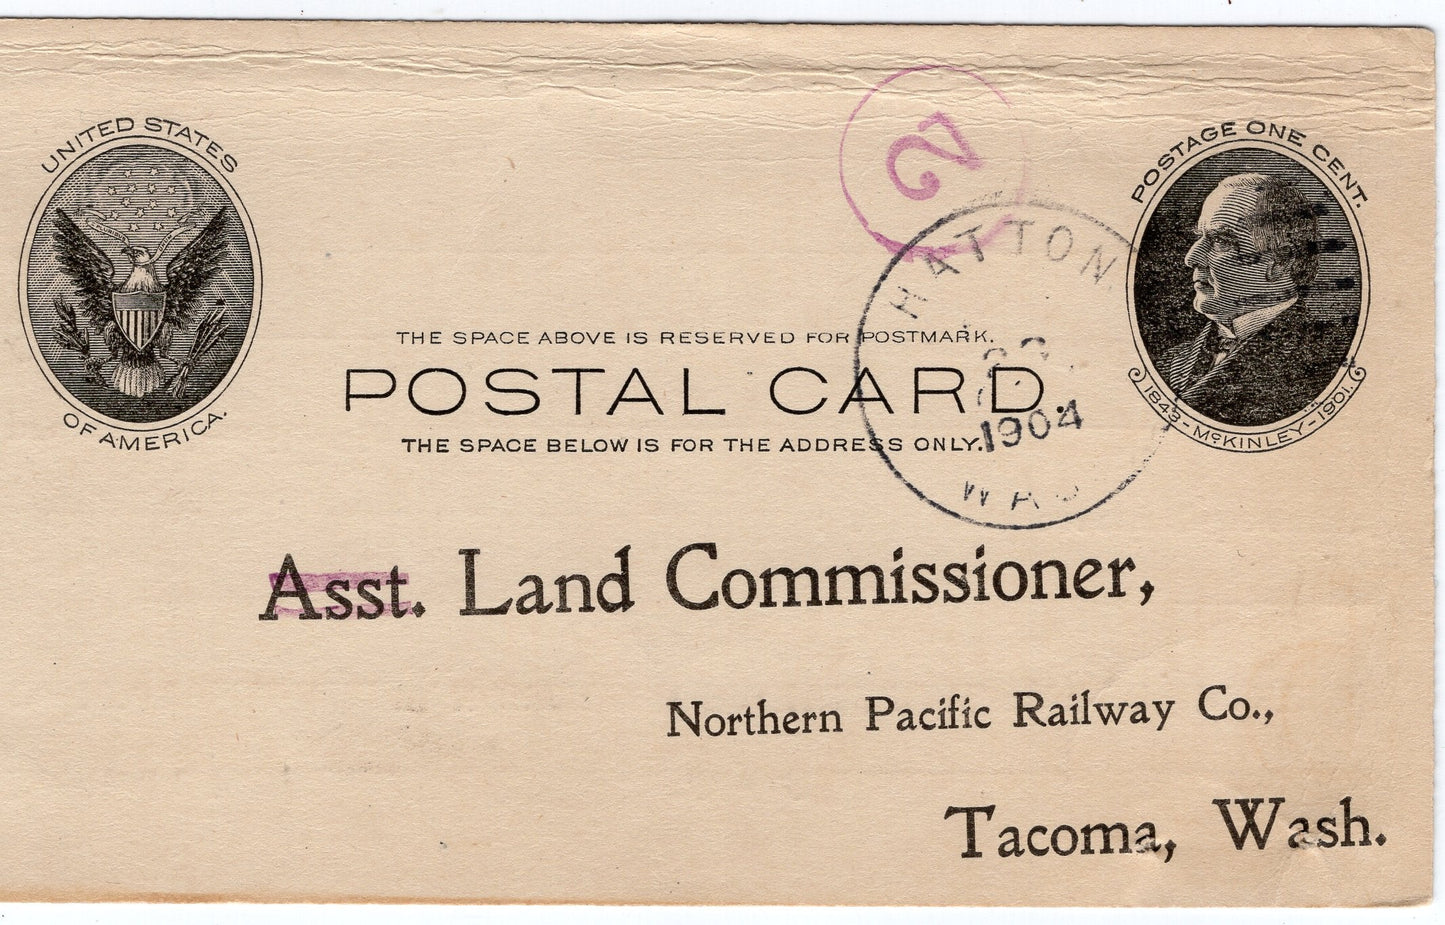 UNITED STATES
OF AMERICA.
2
HATTON
1904
POSTAGE ONE CENT.
1843-McKINLEY-1901.
THE SPACE ABOVE IS RESERVED FOR POSTMARK.
POSTAL CARD.
THE SPACE BELOW IS FOR THE ADDRESS ONLY.
Asst. Land Commissioner,
Northern Pacific Railway Co.,
Tacoma, Wash.